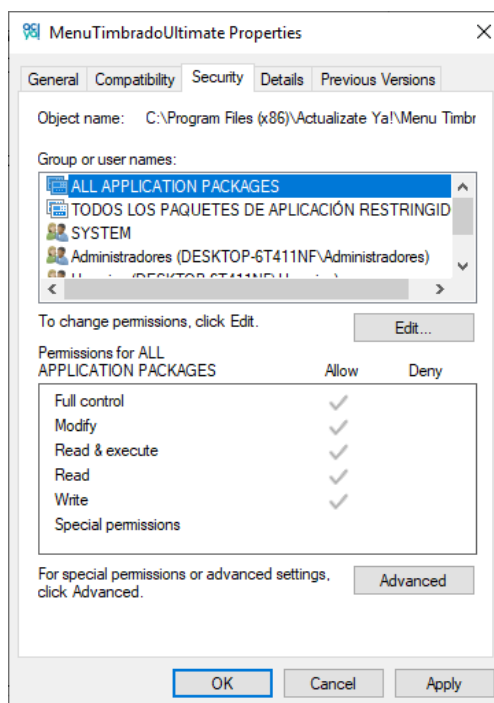 MenuTimbradoUltimate Properties
General Compatibility Security Details Previous Versions
Object name: C:\Program Files (x86)\Actualizate Ya!\Menu Timbr
Group or user names:
ALL APPLICATION PACKAGES
TODOS LOS PAQUETES DE APLICACIÓN RESTRINGID
SYSTEM
Administradores (DESKTOP-6T411NF\Administradores)
To change permissions, click Edit.
Edit...
Permissions for ALL
APPLICATION PACKAGES Allow Deny
Full control
Modify
Read & execute
Read
Write
Special permissions
For special permissions or advanced settings,
click Advanced.
Advanced
OK Cancel Apply